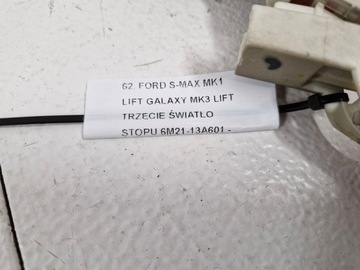 62. FORD S-MAX MK1
LIFT GALAXY MK3 LIFT
TRZECIE ŚWIATŁO
STOPU 6M21-13A601 -